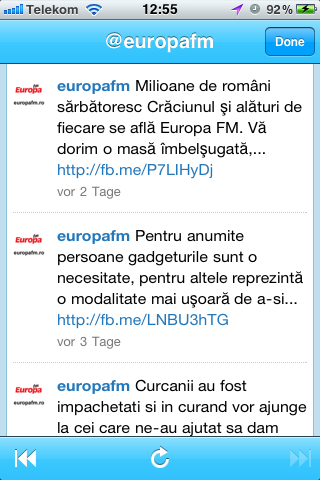 Telekom 12:55 92%
@europafm
Done
Europa FM
europafm.ro
europafm Milioane de români
sărbătoresc Crăciunul şi alături de
fiecare se află Europa FM. Vă
dorim o masă îmbelşugată,...
http://fb.me/P7LIHyDj
vor 2 Tage
Europa FM
europafm.ro
europafm Pentru anumite
persoane gadgeturile sunt o
necesitate, pentru altele reprezintă
o modalitate mai uşoară de a-si...
http://fb.me/LNBU3hTG
vor 3 Tage
Europa FM
europafm.ro
europafm Curcanii au fost
impachetati si in curand vor ajunge
la cei care ne-au ajutat sa dam